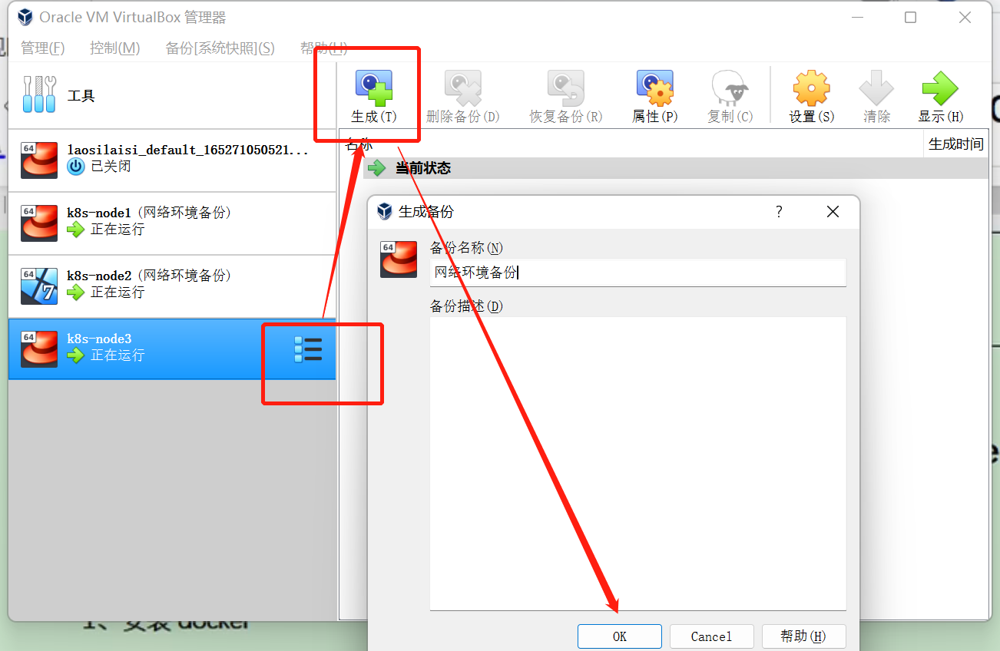 Oracle VM VirtualBox 管理器
管理(F) 控制(M) 备份[系统快照](S) 帮助(H)
工具
生成(T) 删除备份(D) 恢复备份(R) 属性(P) 复制(C) 设置(S) 清除 显示(H)
名称 生成时间
当前状态
64 laosilaisi_default_165271050521...
已关闭
64 k8s-node1 (网络环境备份)
正在运行
64 k8s-node2 (网络环境备份)
7 正在运行
64 k8s-node3
正在运行
生成备份 ?
64 备份名称(N)
网络环境备份
备份描述(D)
OK Cancel 帮助(H)
1、安装 docker